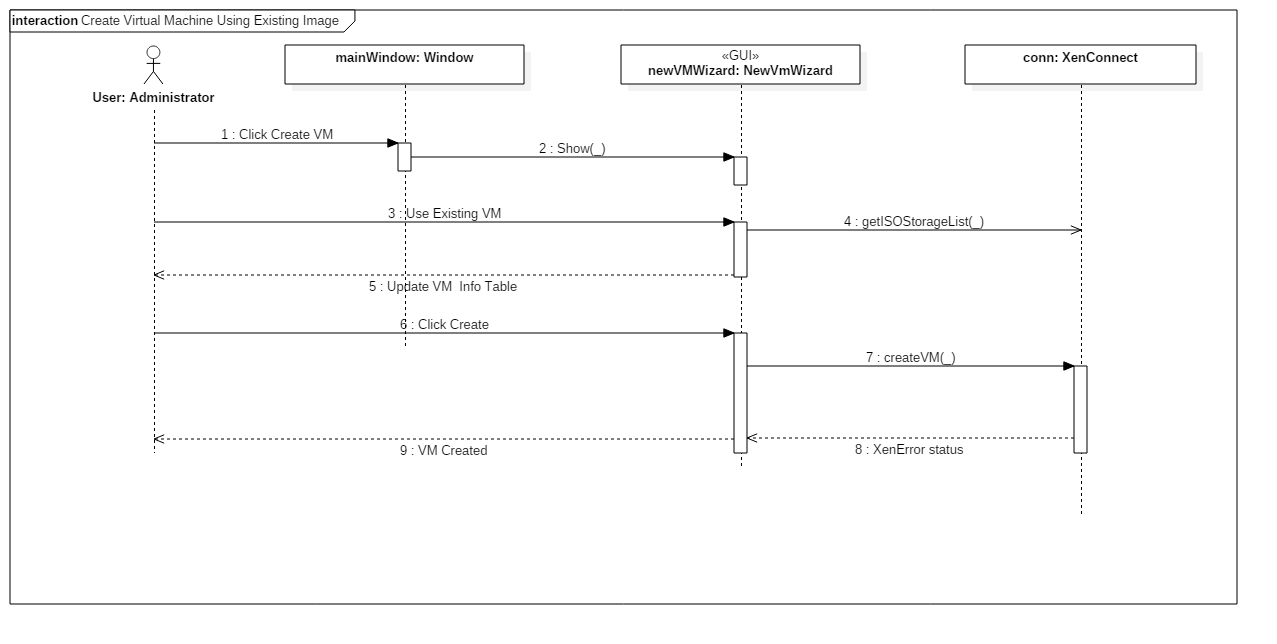 interaction Create Virtual Machine Using Existing Image
User: Administrator
mainWindow: Window
«GUI»
newVMWizard: NewVmWizard
conn: XenConnect
1 : Click Create VM
2 : Show(_)
3 : Use Existing VM
4 : getISOStorageList(_)
5 : Update VM  Info Table
6 : Click Create
7 : createVM(_)
8 : XenError status
9 : VM Created